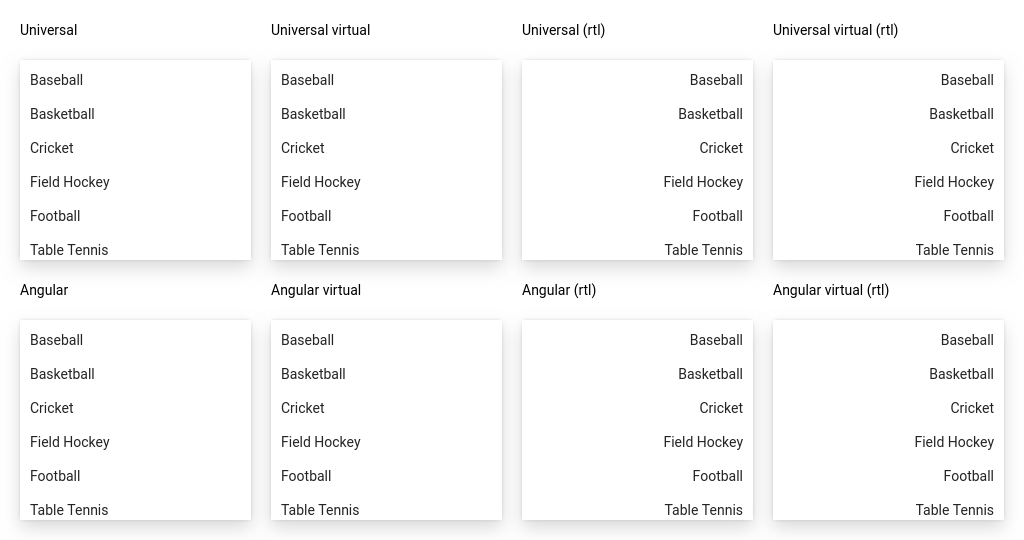 Universal
Baseball
Basketball
Cricket
Field Hockey
Football
Table Tennis
Universal virtual
Baseball
Basketball
Cricket
Field Hockey
Football
Table Tennis
Universal (rtl)
Baseball
Basketball
Cricket
Field Hockey
Football
Table Tennis
Universal virtual (rtl)
Baseball
Basketball
Cricket
Field Hockey
Football
Table Tennis
Angular
Baseball
Basketball
Cricket
Field Hockey
Football
Table Tennis
Angular virtual
Baseball
Basketball
Cricket
Field Hockey
Football
Table Tennis
Angular (rtl)
Baseball
Basketball
Cricket
Field Hockey
Football
Table Tennis
Angular virtual (rtl)
Baseball
Basketball
Cricket
Field Hockey
Football
Table Tennis